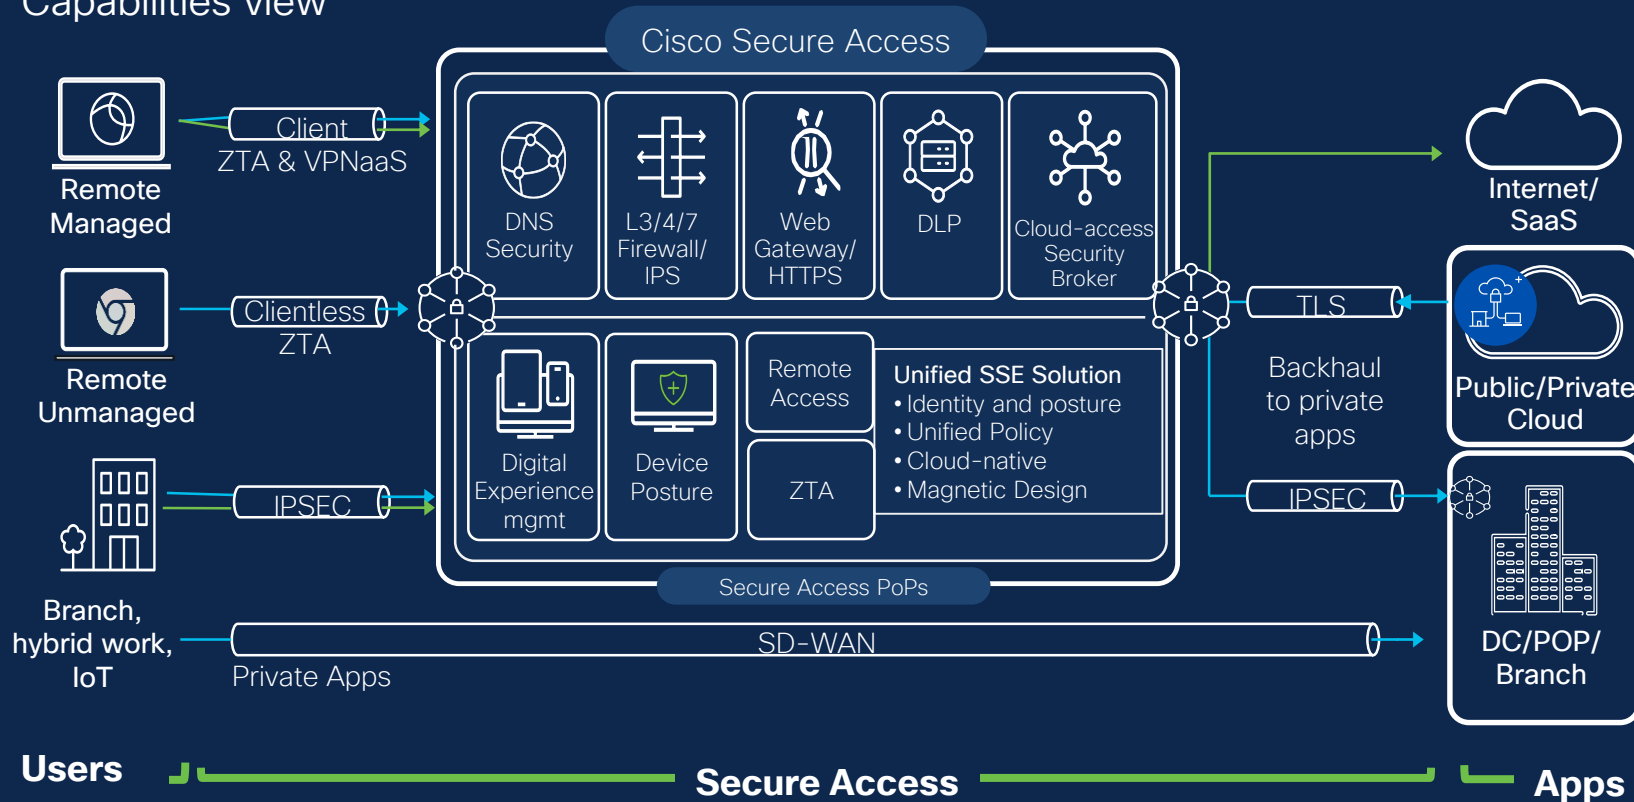 Capabilities view
Cisco Secure Access
Remote
Managed
Client
ZTA & VPNaaS
DNS
Security
L3/4/7
Firewall/
IPS
Web
Gateway/
HTTPS
DLP
Cloud-access
Security
Broker
Internet/
SaaS
Remote
Unmanaged
Clientless
ZTA
TLS
Backhaul
to private
apps
Public/Private
Cloud
Digital
Experience
mgmt
Device
Posture
Remote
Access
ZTA
Unified SSE Solution
• Identity and posture
• Unified Policy
• Cloud-native
• Magnetic Design
IPSEC
IPSEC
Secure Access PoPs
Branch,
hybrid work,
IoT
SD-WAN
Private Apps
DC/POP/
Branch
Users
Secure Access
Apps